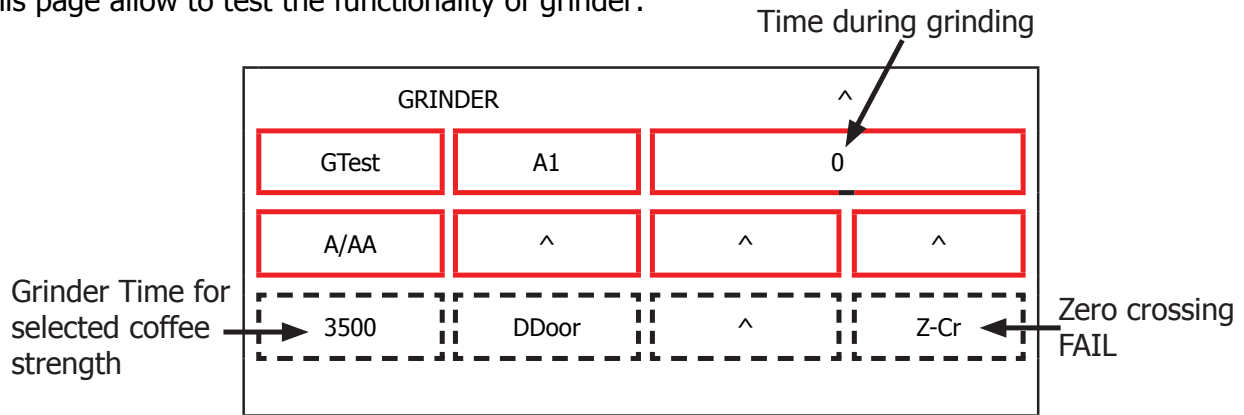 his page allow to test the functionality of grinder.
Time during grinding
GRINDER ^
GTest A1 0
A/AA ^ ^ ^
Grinder Time for
selected coffee
strength
3500 DDoor ^ Z-Cr
Zero crossing
FAIL